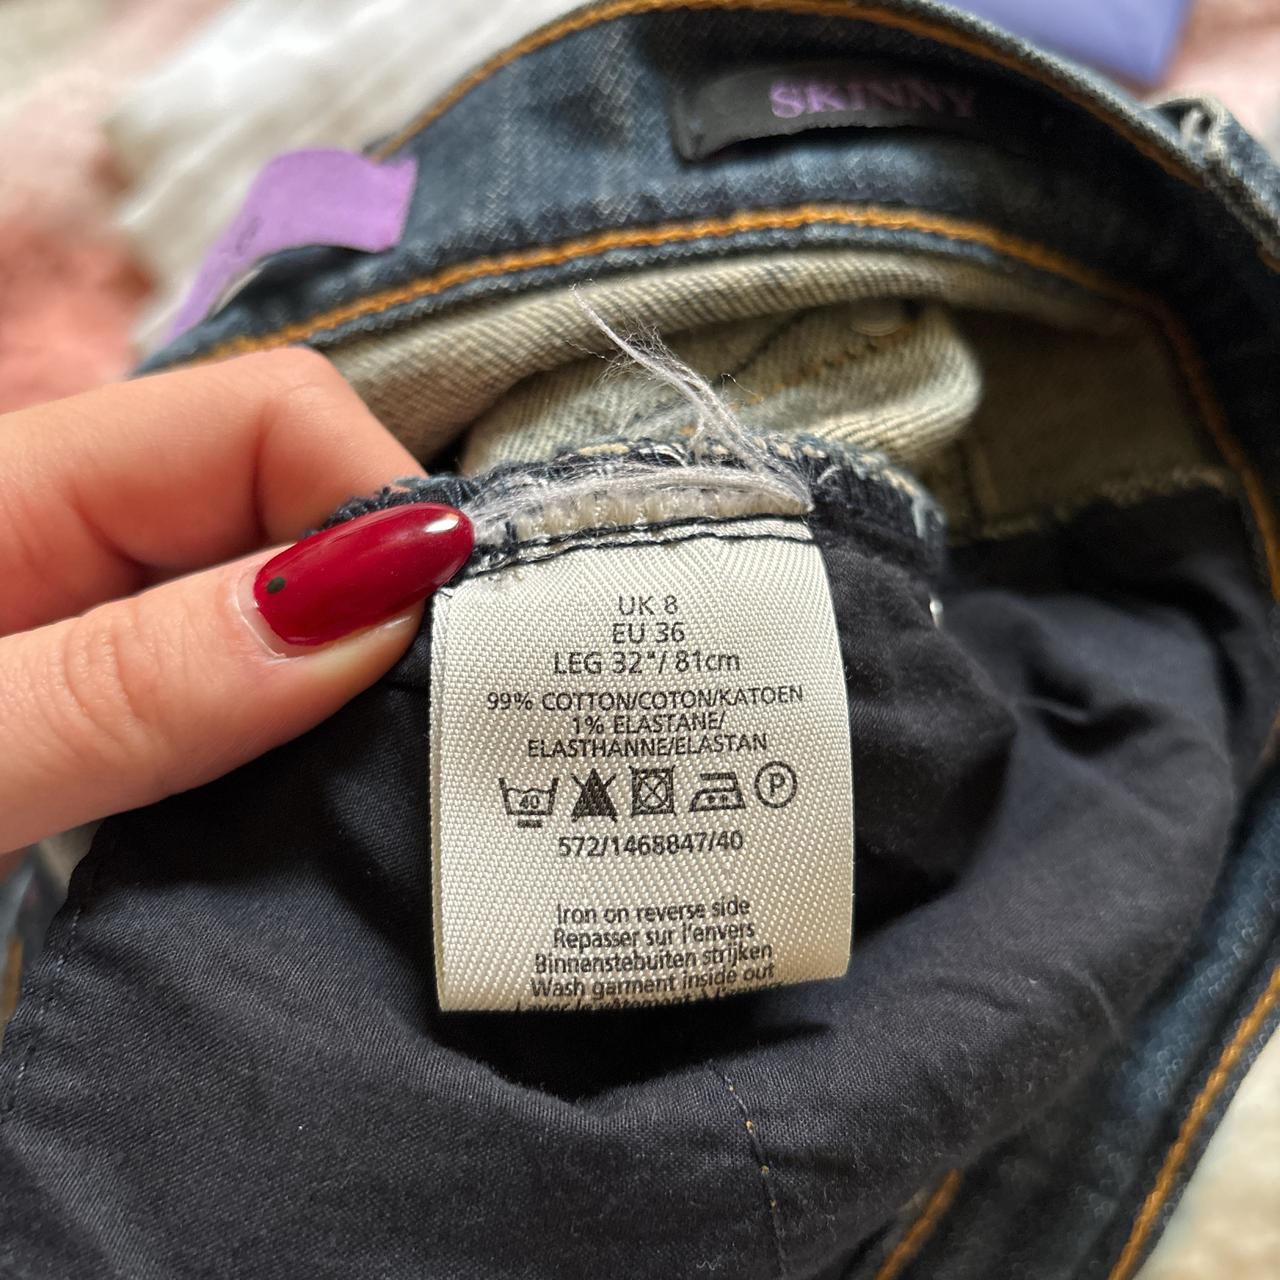 SKINNY
UK 8
EU 36
LEG 32"/ 81cm
99% COTTON/COTON/KATOEN
1% ELASTANE/
ELASTHANNE/ELASTAN
40
P
572/1468847/40
Iron on reverse side
Repasser sur l'envers
Binnenstebuiten strijken
Wash garment inside out